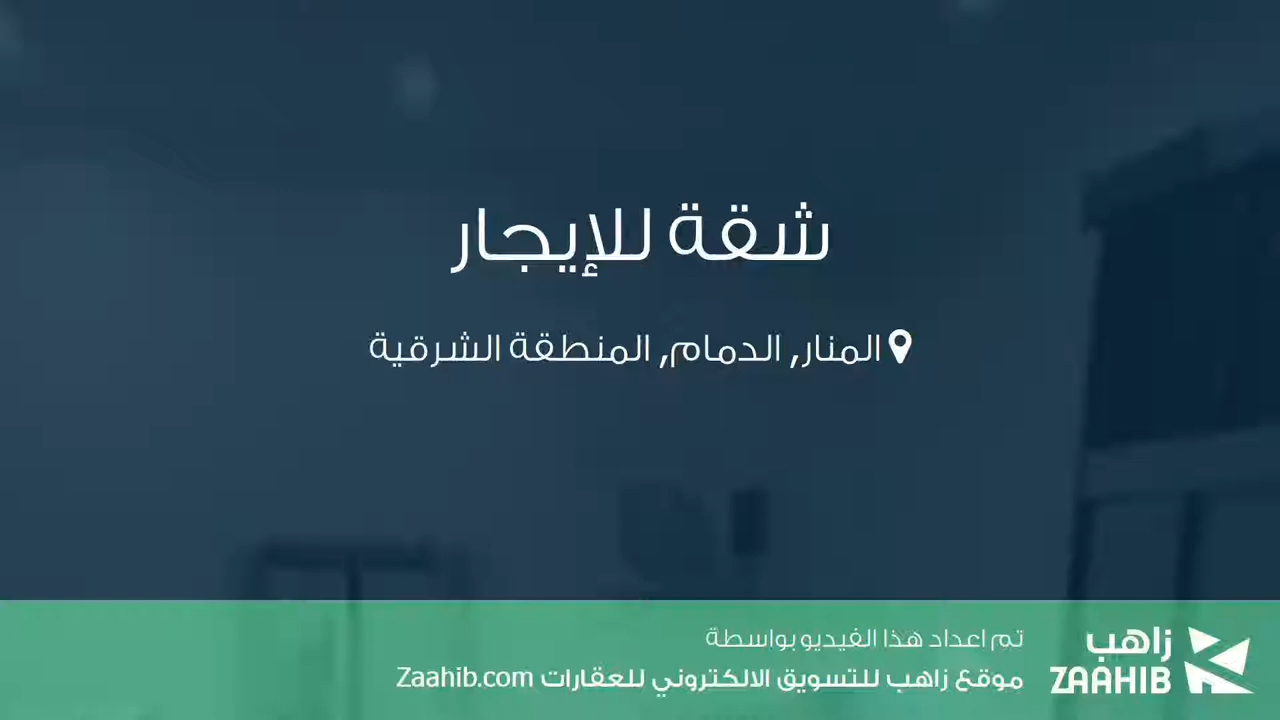 شقة للإيجار
المنار, الدمام, المنطقة الشرقية
تم اعداد هذا الفيديو بواسطة
موقع زاهب للتسويق الالكتروني للعقارات Zaahib.com
زاهب
ZAAHIB